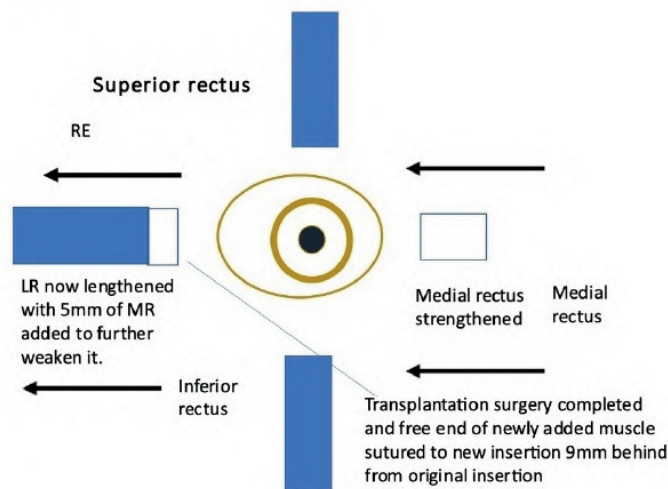 Superior rectus
RE
LR now lengthened
with 5mm of MR
added to further
weaken it.
Medial rectus
strengthened
Medial
rectus
Inferior
rectus
Transplantation surgery completed
and free end of newly added muscle
sutured to new insertion 9mm behind
from original insertion